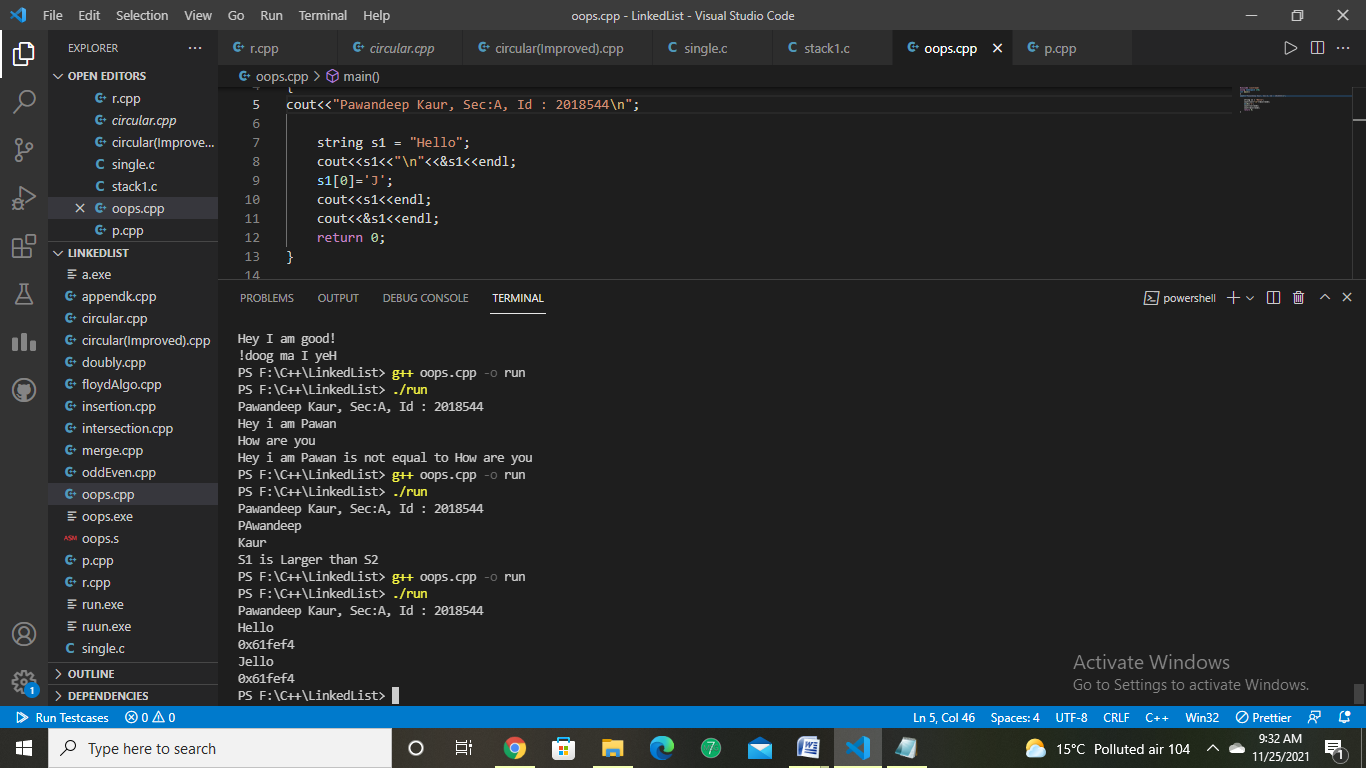 File Edit Selection View Go Run Terminal Help
oops.cpp - LinkedList - Visual Studio Code
EXPLORER
OPEN EDITORS
r.cpp
circular.cpp
circular(Improve...
single.c
stack1.c
oops.cpp
p.cpp
LINKEDLIST
a.exe
appendk.cpp
circular.cpp
circular(Improved).cpp
doubly.cpp
floydAlgo.cpp
insertion.cpp
intersection.cpp
merge.cpp
oddEven.cpp
oops.cpp
oops.exe
ASM oops.s
p.cpp
r.cpp
run.exe
ruun.exe
C single.c
OUTLINE
DEPENDENCIES
r.cpp circular.cpp circular(Improved).cpp C single.c C stack1.c oops.cpp p.cpp
oops.cpp > main()
4 {
5 cout<<"Pawandeep Kaur, Sec:A, Id : 2018544\n";
6
7 string s1 = "Hello";
8 cout<<s1<<"\n"<<&s1<<endl;
9 s1[0]='J';
10 cout<<s1<<endl;
11 cout<<&s1<<endl;
12 return 0;
13 }
14
PROBLEMS OUTPUT DEBUG CONSOLE TERMINAL
powershell
Hey I am good!
!doog ma I yeH
PS F:\C++\LinkedList> g++ oops.cpp -o run
PS F:\C++\LinkedList> ./run
Pawandeep Kaur, Sec:A, Id : 2018544
Hey i am Pawan
How are you
Hey i am Pawan is not equal to How are you
PS F:\C++\LinkedList> g++ oops.cpp -o run
PS F:\C++\LinkedList> ./run
Pawandeep Kaur, Sec:A, Id : 2018544
PAwandeep
Kaur
S1 is Larger than S2
PS F:\C++\LinkedList> g++ oops.cpp -o run
PS F:\C++\LinkedList> ./run
Pawandeep Kaur, Sec:A, Id : 2018544
Hello
0x61fef4
Jello
0x61fef4
PS F:\C++\LinkedList>
Activate Windows
Go to Settings to activate Windows.
1
Run Testcases 0 0
Ln 5, Col 46 Spaces: 4 UTF-8 CRLF C++ Win32 Prettier
Type here to search
7
15°C Polluted air 104
9:32 AM
11/25/2021
1